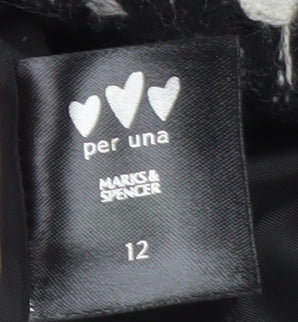 per una
MARKS &
SPENCER
12